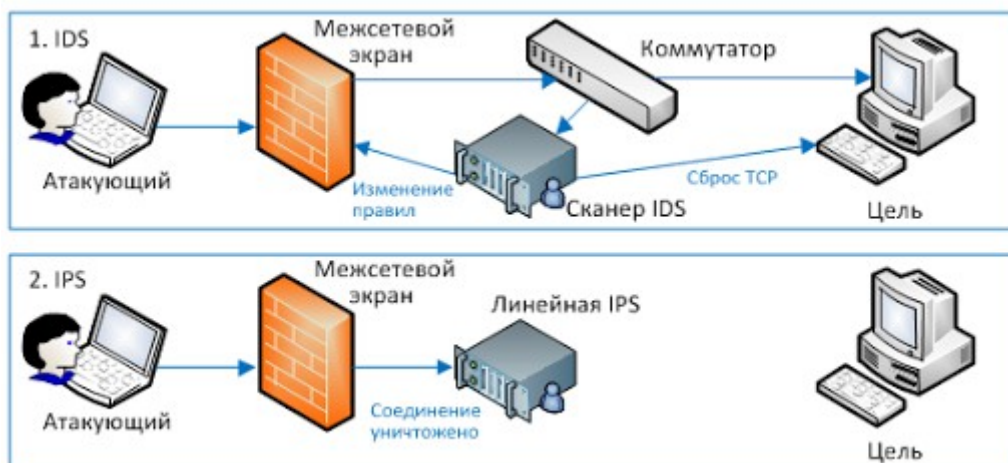 1. IDS
Межсетевой
экран
Коммутатор
Атакующий
Изменение
правил
Сканер IDS
Сброс TCP
Цель
2. IPS
Межсетевой
экран
Линейная IPS
Атакующий
Соединение
уничтожено
Цель